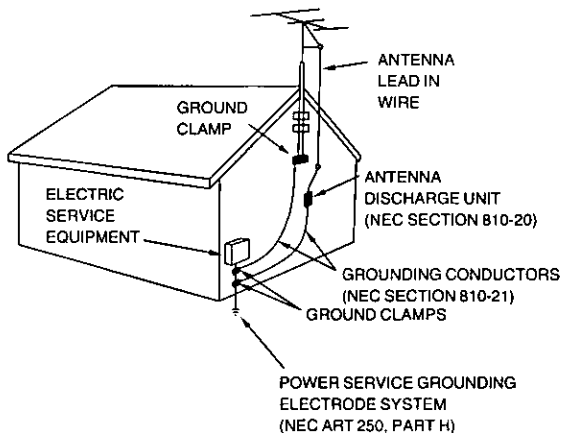 ANTENNA
LEAD IN
WIRE
GROUND
CLAMP
ANTENNA
DISCHARGE UNIT
(NEC SECTION 810-20)
ELECTRIC
SERVICE
EQUIPMENT
GROUNDING CONDUCTORS
(NEC SECTION 810-21)
GROUND CLAMPS
POWER SERVICE GROUNDING
ELECTRODE SYSTEM
(NEC ART 250, PART H)